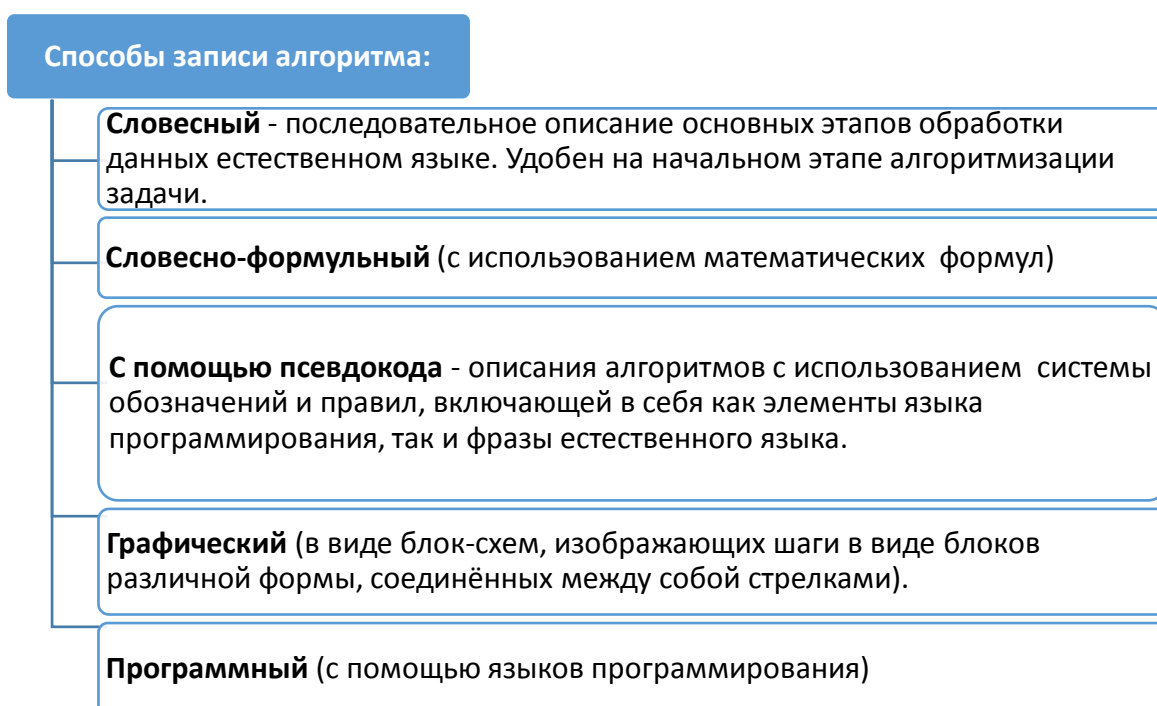 Способы записи алгоритма:
Словесный - последовательное описание основных этапов обработки
данных естественном языке. Удобен на начальном этапе алгоритмизации
задачи.
Словесно-формульный (с испольэованием математических  формул)
С помощью псевдокода - описания алгоритмов с использованием  системы
обозначений и правил, включающей в себя как элементы языка
программирования, так и фразы естественного языка.
Графический (в виде блок-схем, изображающих шаги в виде блоков
различной формы, соединённых между собой стрелками).
Программный (с помощью языков программирования)